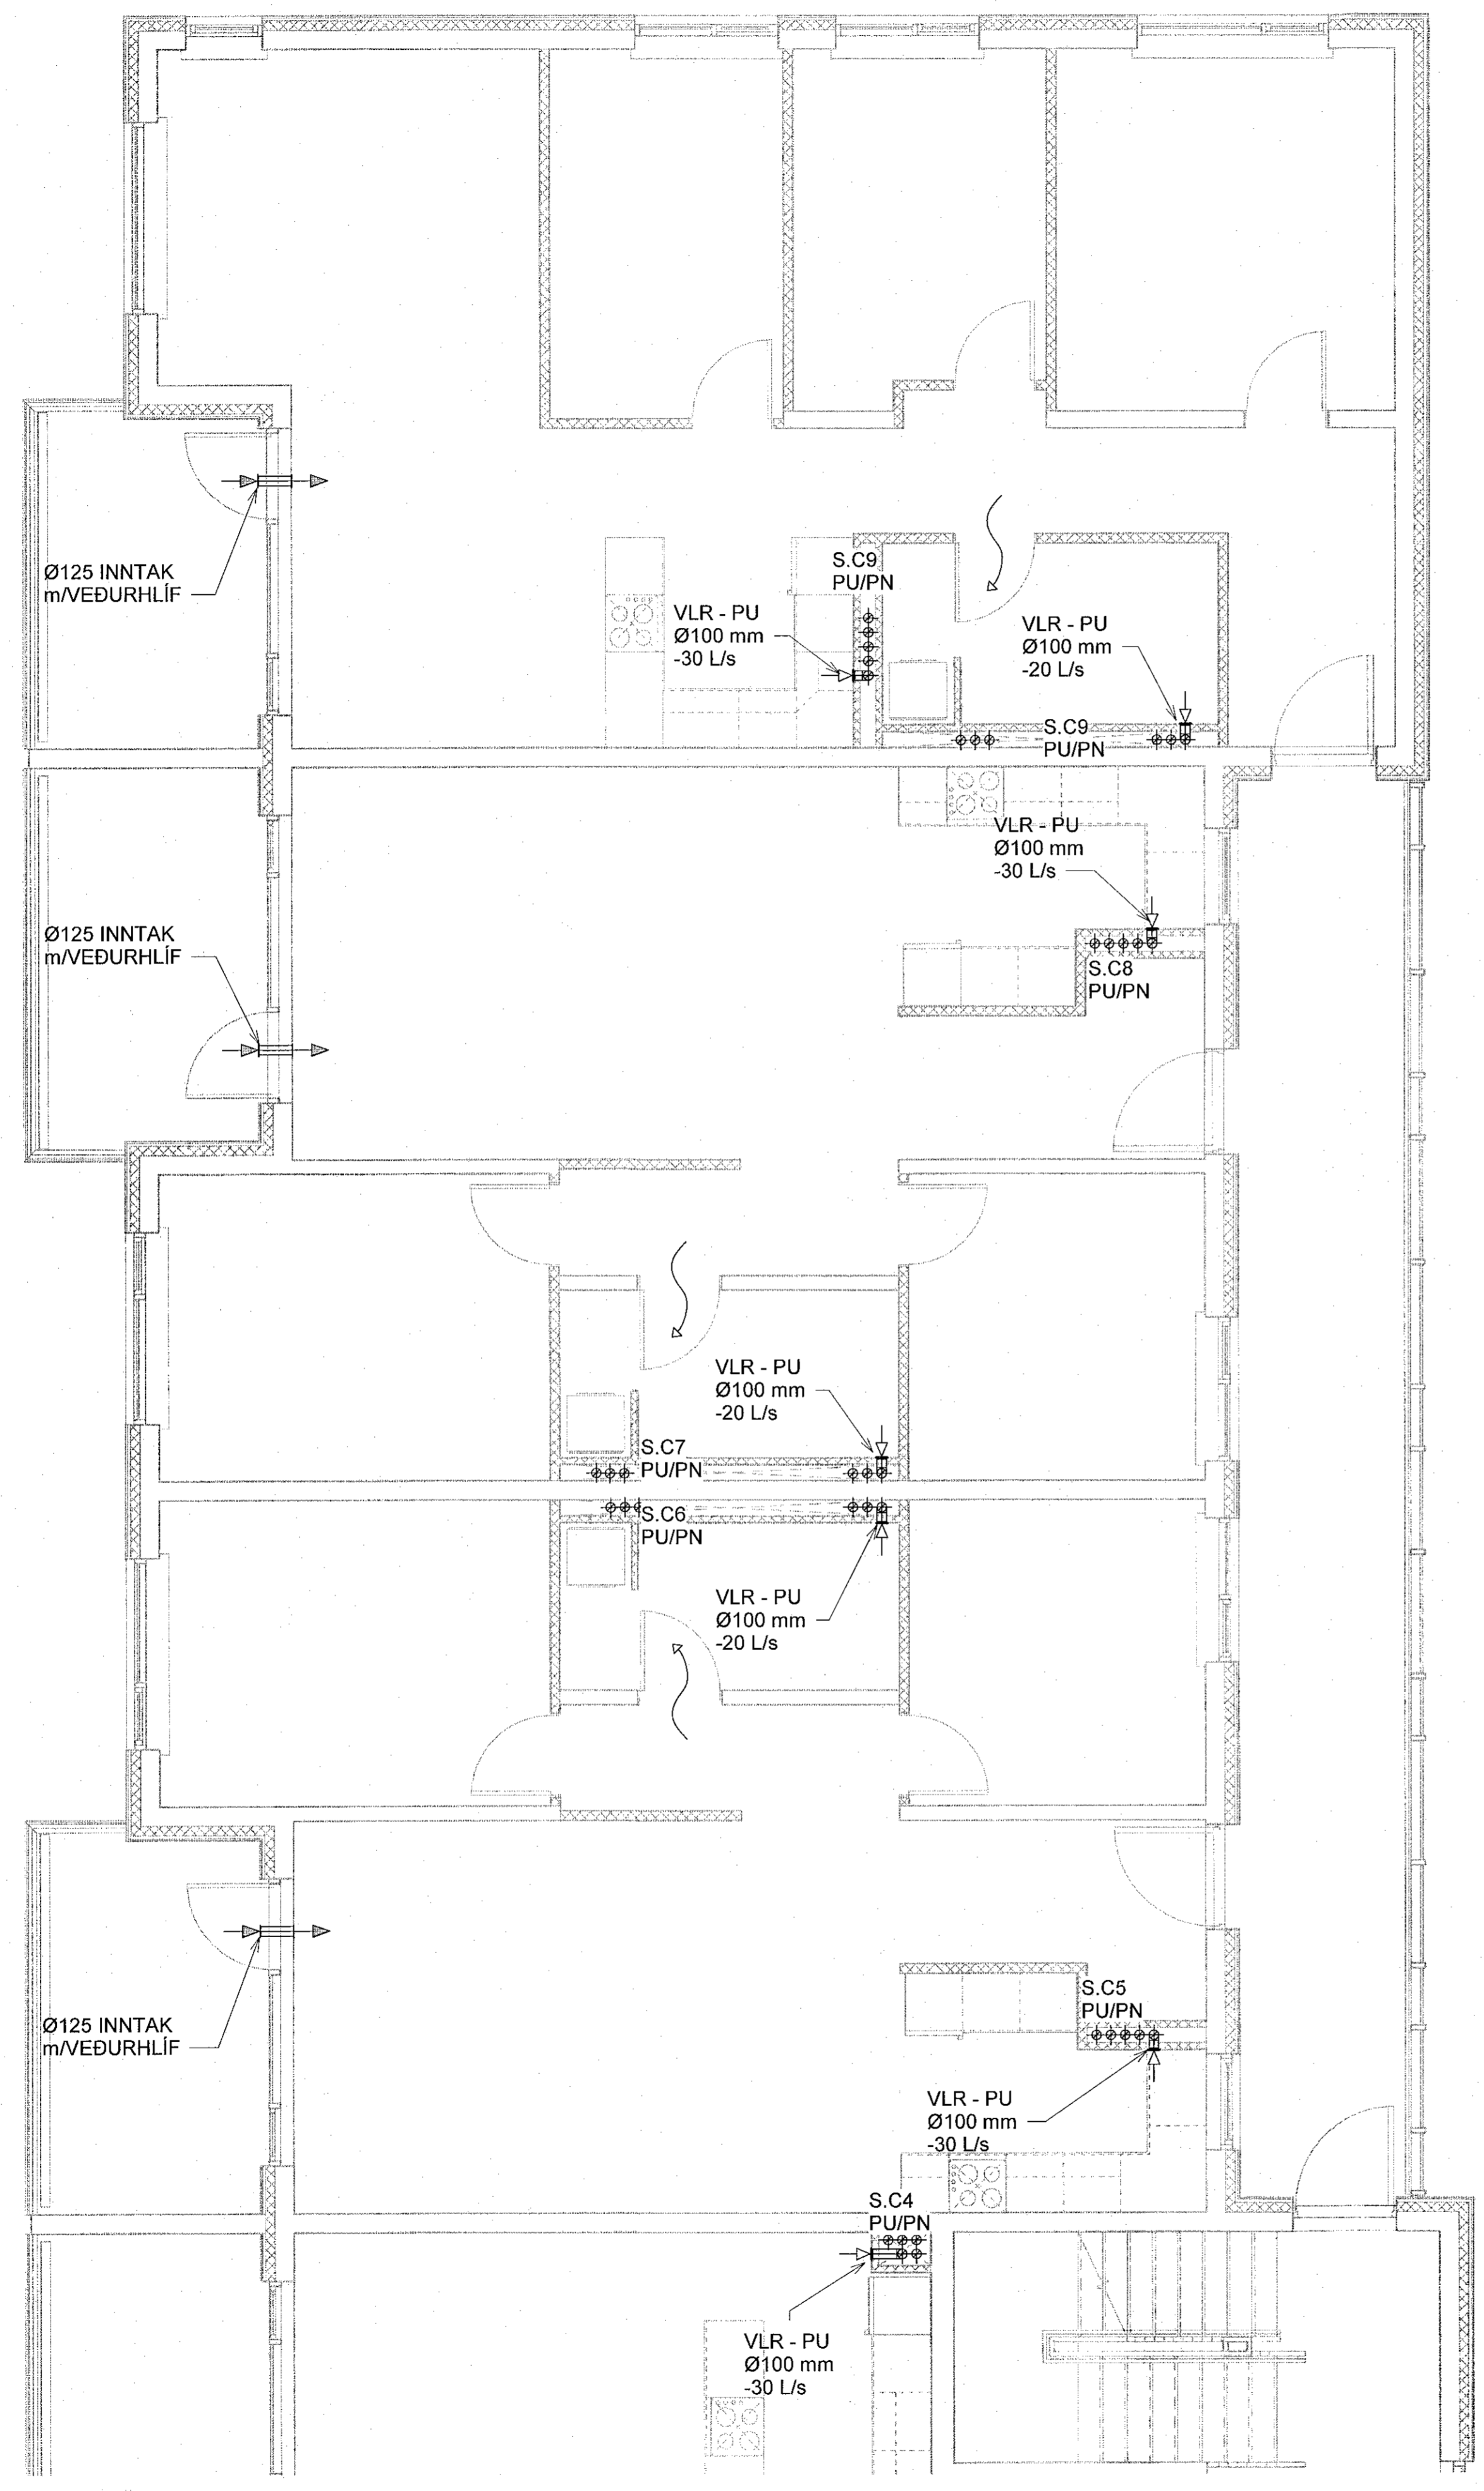 S.C9
PU/PN
Ø125 INNTAK
m/VEÐURHLÍF
VLR - PU
Ø100 mm
-30 L/s
VLR - PU
Ø100 mm
-20 L/s
S.C9
PU/PN
VLR - PU
Ø100 mm
-30 L/s
Ø125 INNTAK
m/VEÐURHLÍF
S.C8
PU/PN
VLR - PU
Ø100 mm
-20 L/s
S.C7
PU/PN
S.C6
PU/PN
VLR - PU
Ø100 mm
-20 L/s
S.C5
PU/PN
Ø125 INNTAK
m/VEÐURHLÍF
VLR - PU
Ø100 mm
-30 L/s
S.C4
PU/PN
VLR - PU
Ø100 mm
-30 L/s